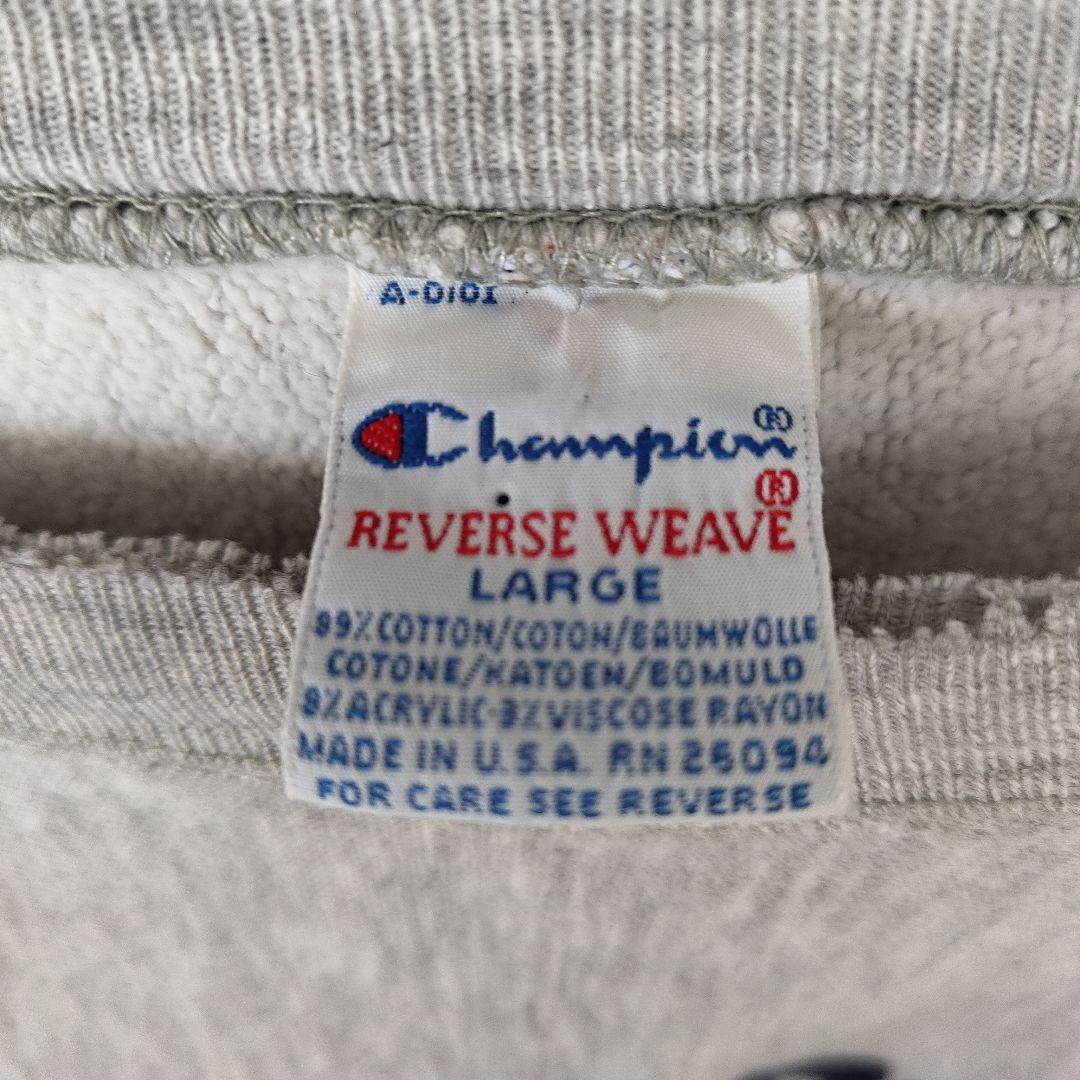 A-0101
Champion®
®
REVERSE WEAVE
LARGE
89% COTTON/COTON/BAUMWOLLE
COTONE/KATOEN/BOMULD
8% ACRYLIC-3% VISCOSE RAYON
MADE IN U.S.A. RN 26094
FOR CARE SEE REVERSE